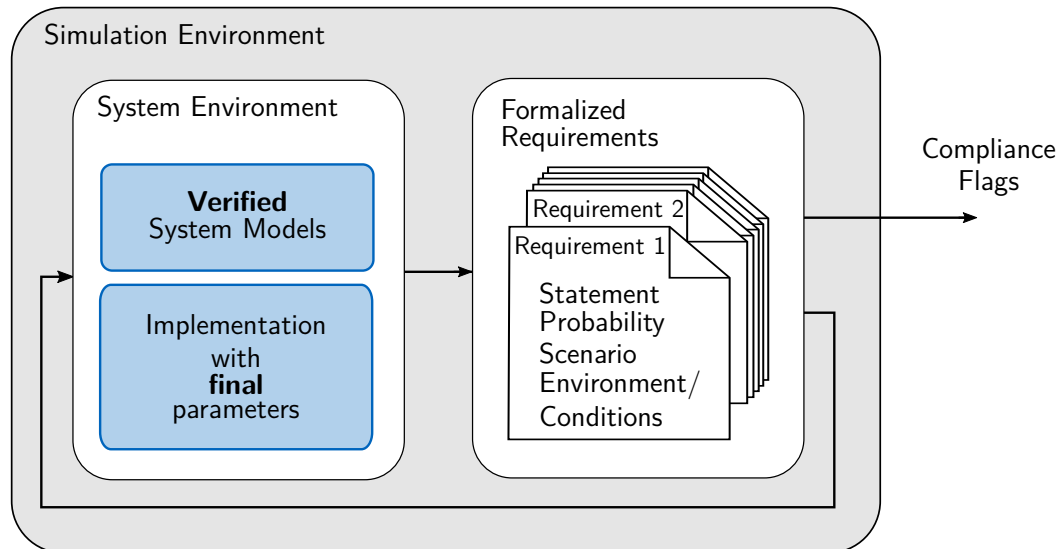 Simulation Environment
System Environment
Verified
System Models
Implementation
with
final
parameters
Formalized
Requirements
Requirement 2
Requirement 1
Statement
Probability
Scenario
Environment/
Conditions
Compliance
Flags